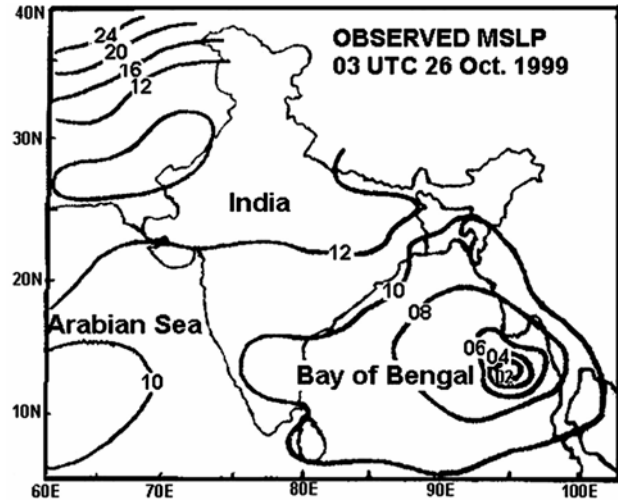 40N
OBSERVED MSLP
03 UTC 26 Oct. 1999
24
20
16
12
30N
India
12
20N
10
08
Arabian Sea
06
04
02
10
Bay of Bengal
10N
60E 70E 80E 90E 100E